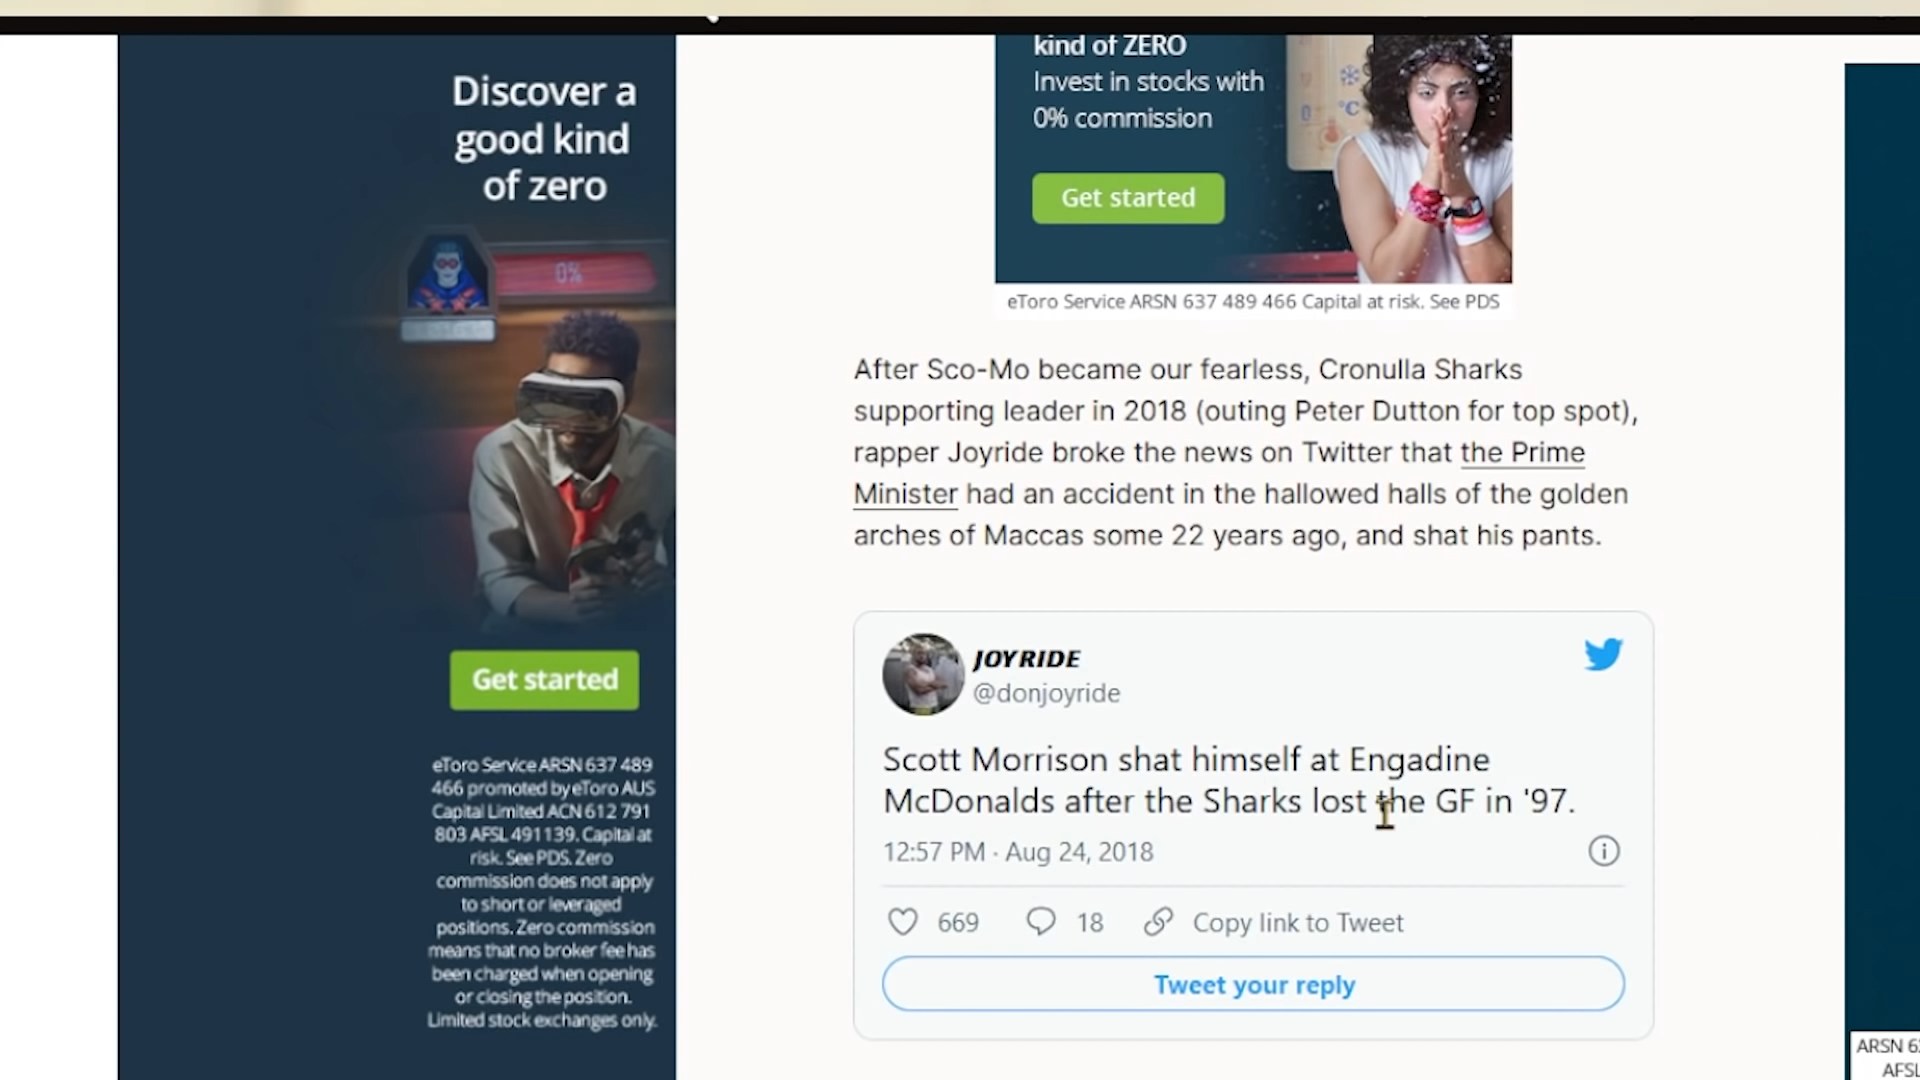 Discover a
good kind
of zero
0%
Get started
eToro Service ARSN 637 489
466 promoted by eToro AUS
Capital Limited ACN 612 791
803 AFSL 491139. Capital at
risk. See PDS. Zero
commission does not apply
to short or leveraged
positions. Zero commission
means that no broker fee has
been charged when opening
or closing the position.
Limited stock exchanges only.
kind of ZERO
Invest in stocks with
0% commission
Get started
°C
eToro Service ARSN 637 489 466 Capital at risk. See PDS
After Sco-Mo became our fearless, Cronulla Sharks
supporting leader in 2018 (outing Peter Dutton for top spot),
rapper Joyride broke the news on Twitter that the Prime
Minister had an accident in the hallowed halls of the golden
arches of Maccas some 22 years ago, and shat his pants.
JOYRIDE
@donjoyride
Scott Morrison shat himself at Engadine
McDonalds after the Sharks lost the GF in '97.
12:57 PM · Aug 24, 2018
669 18 Copy link to Tweet
Tweet your reply
ARSN 6
AFSL